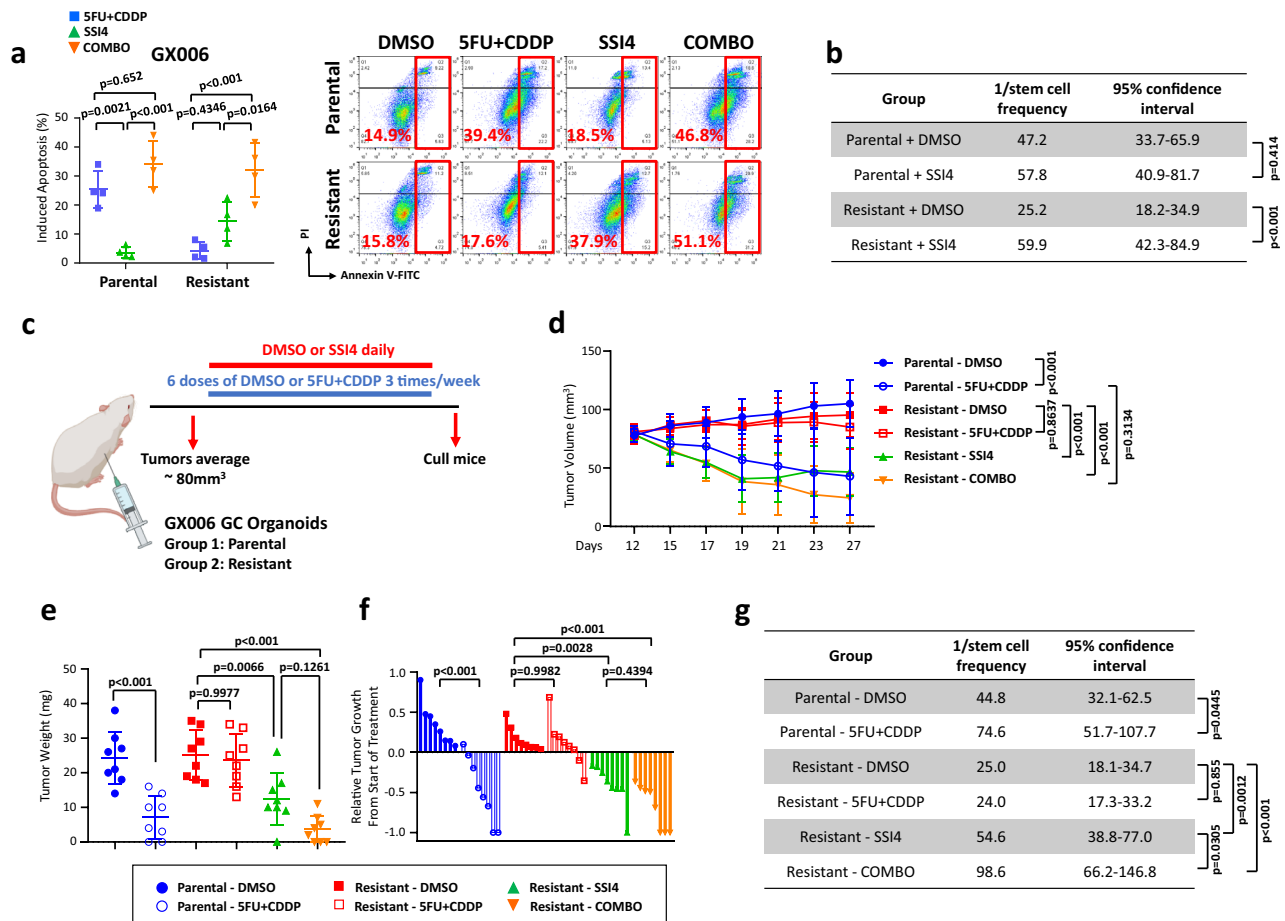 5FU+CDDP
SSI4
COMBO
a
GX006
p=0.652
p<0.001
p=0.0021
p<0.001
p=0.4346
p=0.0164
Induced Apoptosis (%)
50
40
30
20
10
0
Parental
Resistant
DMSO
5FU+CDDP
SSI4
COMBO
Parental
14.9%
39.4%
18.5%
46.8%
Resistant
15.8%
17.6%
37.9%
51.1%
PI
Annexin V-FITC
b
Group 1/stem cell frequency 95% confidence interval
Parental + DMSO 47.2 33.7-65.9
Parental + SSI4 57.8 40.9-81.7
Resistant + DMSO 25.2 18.2-34.9
Resistant + SSI4 59.9 42.3-84.9
p=0.414
p<0.001
c
DMSO or SSI4 daily
6 doses of DMSO or 5FU+CDDP 3 times/week
Tumors average
~ 80mm³
Cull mice
GX006 GC Organoids
Group 1: Parental
Group 2: Resistant
d
Tumor Volume (mm³)
150
100
50
0
Days 12 15 17 19 21 23 27
Parental - DMSO
Parental - 5FU+CDDP
Resistant - DMSO
Resistant - 5FU+CDDP
Resistant - SSI4
Resistant - COMBO
p<0.001
p=0.8637
p<0.001
p<0.001
p=0.3134
e
Tumor Weight (mg)
50
40
30
20
10
0
p<0.001
p<0.001
p=0.0066
p=0.1261
p=0.9977
f
Relative Tumor Growth
From Start of Treatment
1.0
0.5
0.0
-0.5
-1.0
p<0.001
p<0.001
p=0.0028
p=0.9982
p=0.4394
Parental - DMSO
Resistant - DMSO
Resistant - SSI4
Parental - 5FU+CDDP
Resistant - 5FU+CDDP
Resistant - COMBO
g
Group 1/stem cell frequency 95% confidence interval
Parental - DMSO 44.8 32.1-62.5
Parental - 5FU+CDDP 74.6 51.7-107.7
Resistant - DMSO 25.0 18.1-34.7
Resistant - 5FU+CDDP 24.0 17.3-33.2
Resistant - SSI4 54.6 38.8-77.0
Resistant - COMBO 98.6 66.2-146.8
p=0.0445
p=0.855
p=0.0305
p=0.0012
p<0.001